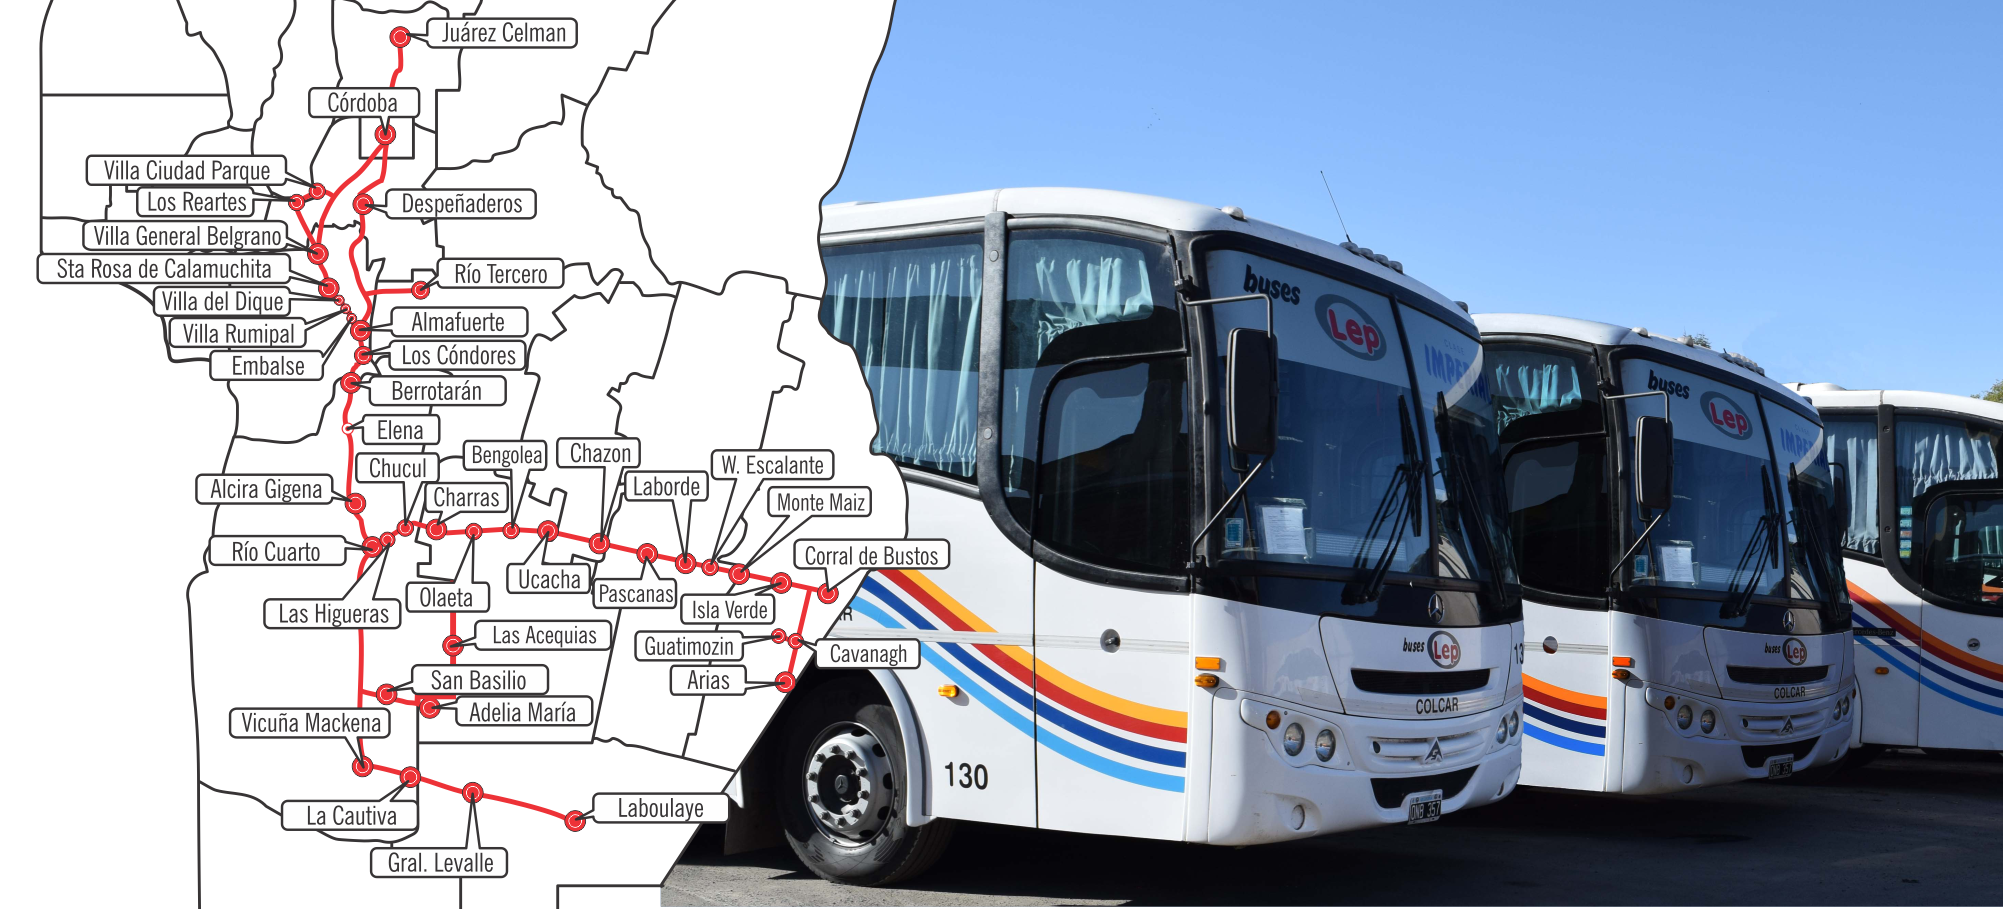 Juárez Celman
Córdoba
Villa Ciudad Parque
Los Reartes
Despeñaderos
Villa General Belgrano
Sta Rosa de Calamuchita
Río Tercero
Villa del Dique
Villa Rumipal
Almafuerte
Embalse
Los Cóndores
Berrotarán
Elena
Chucul
Bengolea
Chazon
W. Escalante
Alcira Gigena
Charras
Laborde
Monte Maiz
Río Cuarto
Corral de Bustos
Ucacha
Pascanas
Las Higueras
Olaeta
Isla Verde
Las Acequias
Guatimozin
Cavanagh
San Basilio
Arias
Vicuña Mackena
Adelia María
La Cautiva
Laboulaye
Gral. Levalle
buses
Lep
buses Lep
COLCAR
130
ONB 357
buses
Lep
buses Lep
COLCAR